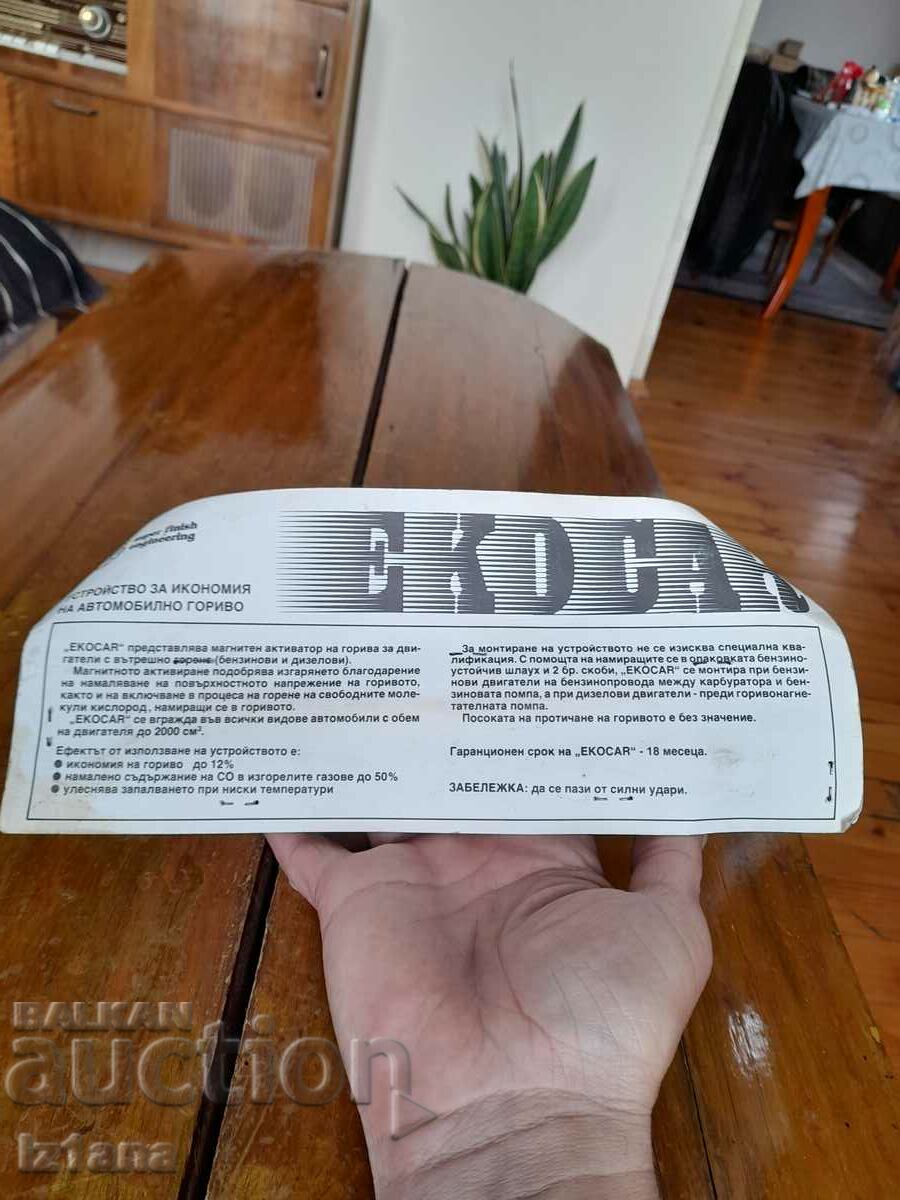 super finish
engineering
EKOCAR
УСТРОЙСТВО ЗА ИКОНОМИЯ
НА АВТОМОБИЛНО ГОРИВО
„EKOCAR“ представлява магнитен активатор на горива за дви-
гатели с вътрешно горене (бензинови и дизелови).
Магнитното активиране подобрява изгарянето благодарение
на намаляване на повърхностното напрежение на горивото,
както и на включване в процеса на горене на свободните моле-
кули кислород, намиращи се в горивото.
„EKOCAR“ се вгражда във всички видове автомобили с обем
на двигателя до 2000 см³.
Ефектът от използване на устройството е:
● икономия на гориво до 12%
● намалено съдържание на СО в изгорелите газове до 50%
● улеснява запалването при ниски температури
За монтиране на устройството не се изисква специална ква-
лификация. С помощта на намиращите се в опаковката бензино-
устойчив шлаух и 2 бр. скоби, „EKOCAR“ се монтира при бензи-
нови двигатели на бензинопровода между карбуратора и бен-
зиновата помпа, а при дизелови двигатели - преди горивонагне-
тателната помпа.
Посоката на протичане на горивото е без значение.
Гаранционен срок на „EKOCAR“ - 18 месеца.
ЗАБЕЛЕЖКА: да се пази от силни удари.
BALKAN
auction
iz1ana